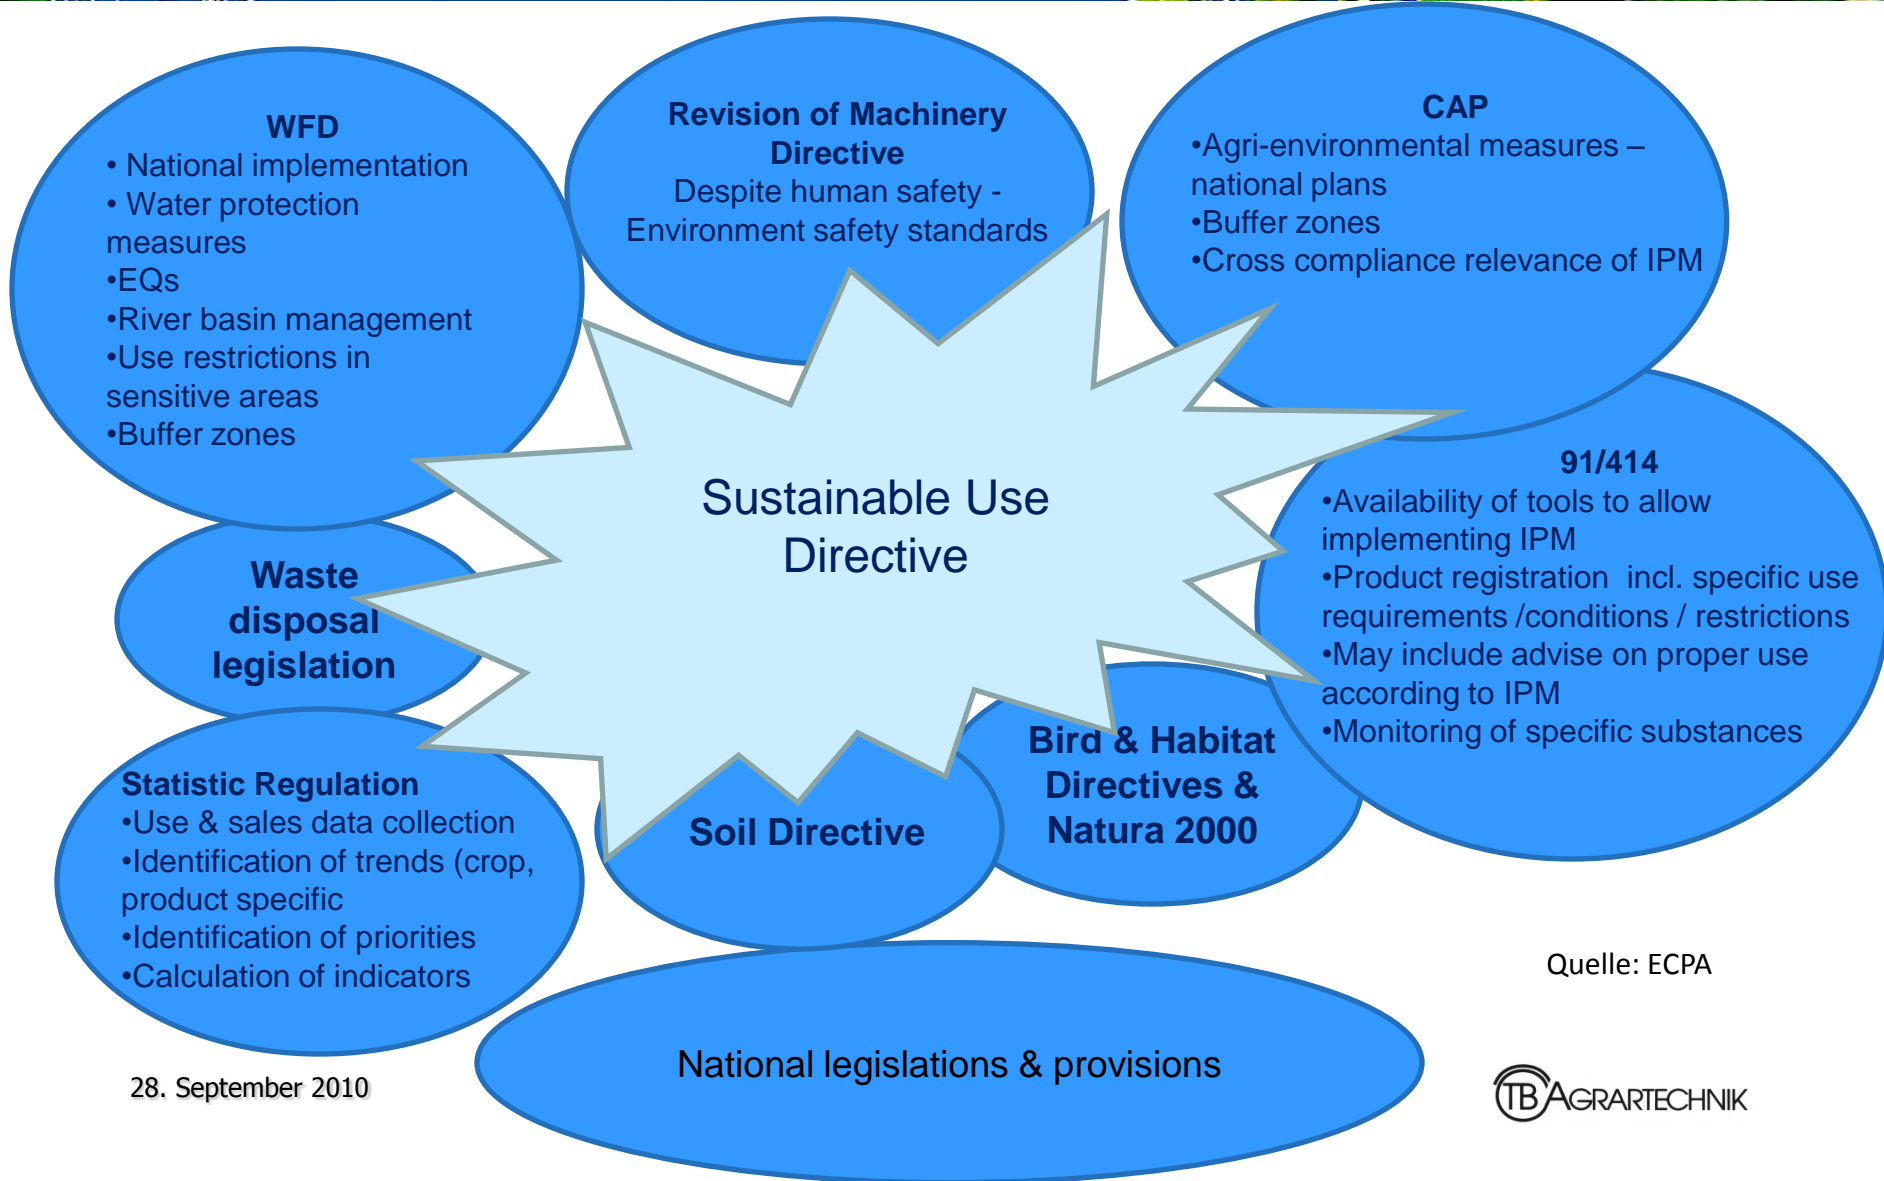 WFD
• National implementation
• Water protection
measures
•EQs
•River basin management
•Use restrictions in
sensitive areas
•Buffer zones
Revision of Machinery
Directive
Despite human safety -
Environment safety standards
CAP
•Agri-environmental measures –
national plans
•Buffer zones
•Cross compliance relevance of IPM
Sustainable Use
Directive
91/414
•Availability of tools to allow
implementing IPM
•Product registration  incl. specific use
requirements /conditions / restrictions
•May include advise on proper use
according to IPM
•Monitoring of specific substances
Waste
disposal
legislation
Bird & Habitat
Directives &
Natura 2000
Soil Directive
Statistic Regulation
•Use & sales data collection
•Identification of trends (crop,
product specific
•Identification of priorities
•Calculation of indicators
National legislations & provisions
Quelle: ECPA
28. September 2010
TB AGRARTECHNIK